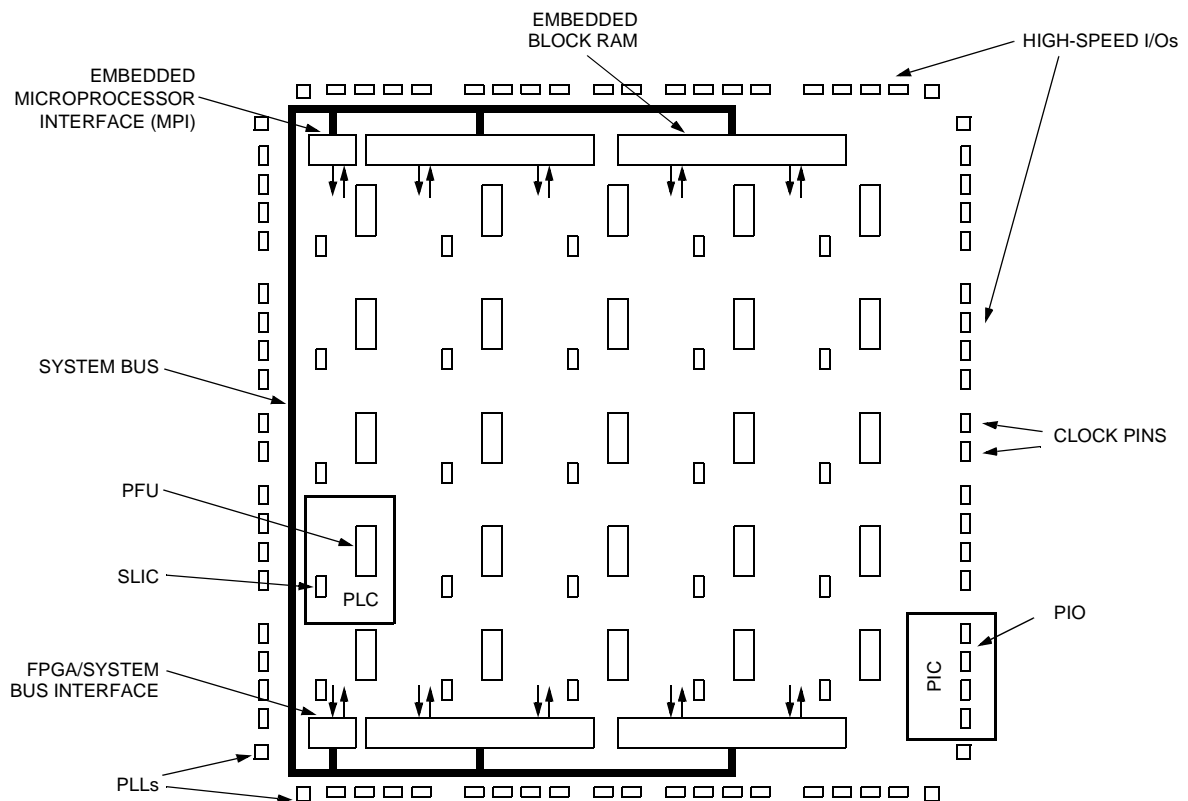 EMBEDDED
BLOCK RAM
HIGH-SPEED I/Os
EMBEDDED
MICROPROCESSOR
INTERFACE (MPI)
SYSTEM BUS
CLOCK PINS
PFU
SLIC
PLC
PIO
PIC
FPGA/SYSTEM
BUS INTERFACE
PLLs